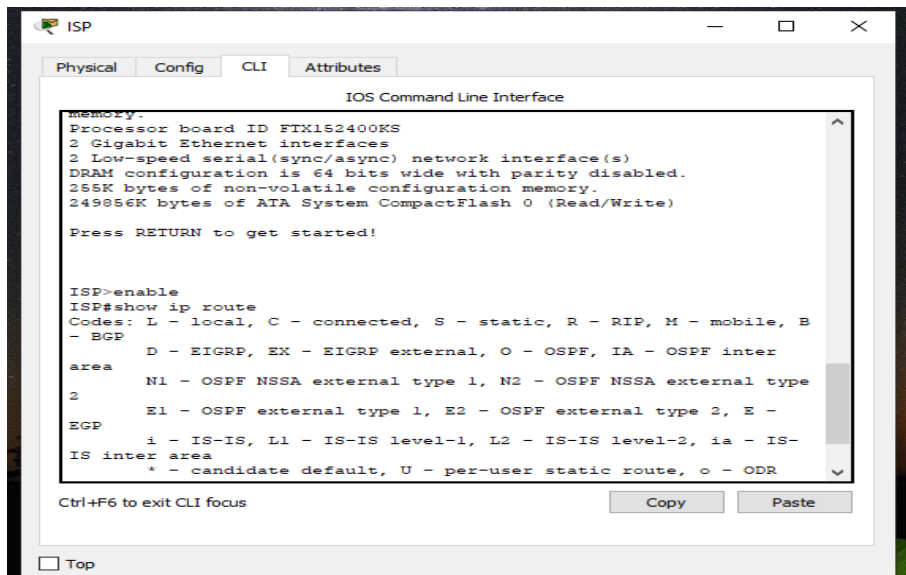 ISP
Physical Config CLI Attributes
IOS Command Line Interface
memory.
Processor board ID FTX152400KS
2 Gigabit Ethernet interfaces
2 Low-speed serial(sync/async) network interface(s)
DRAM configuration is 64 bits wide with parity disabled.
255K bytes of non-volatile configuration memory.
249856K bytes of ATA System CompactFlash 0 (Read/Write)
Press RETURN to get started!
ISP>enable
ISP#show ip route
Codes: L - local, C - connected, S - static, R - RIP, M - mobile, B
- BGP
D - EIGRP, EX - EIGRP external, O - OSPF, IA - OSPF inter
area
N1 - OSPF NSSA external type 1, N2 - OSPF NSSA external type
2
E1 - OSPF external type 1, E2 - OSPF external type 2, E -
EGP
i - IS-IS, L1 - IS-IS level-1, L2 - IS-IS level-2, ia - IS-
IS inter area
* - candidate default, U - per-user static route, o - ODR
Ctrl+F6 to exit CLI focus Copy Paste
Top